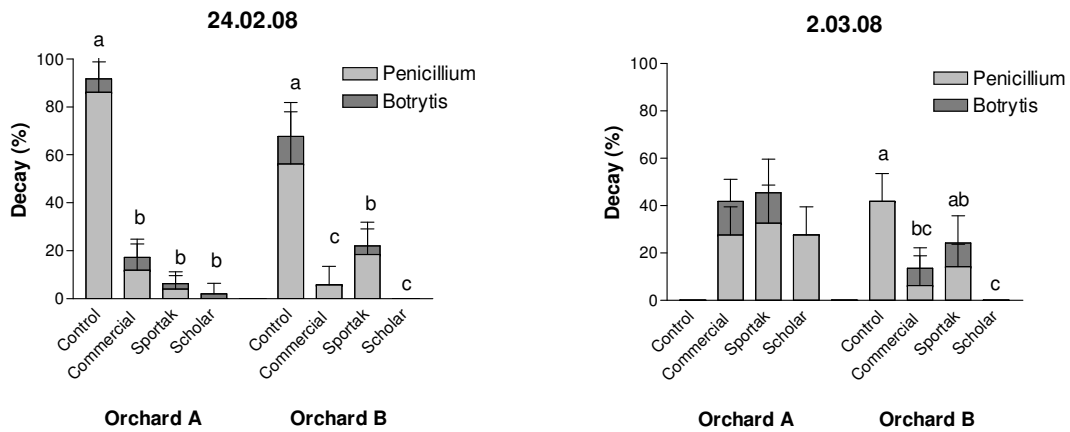 24.02.08
Penicillium
Botrytis
Decay (%)
100
80
60
40
20
0
a
b
b
b
a
c
b
c
Control
Commercial
Sportak
Scholar
Control
Commercial
Sportak
Scholar
Orchard A
Orchard B
2.03.08
Penicillium
Botrytis
Decay (%)
100
80
60
40
20
0
a
bc
ab
c
Control
Commercial
Sportak
Scholar
Control
Commercial
Sportak
Scholar
Orchard A
Orchard B